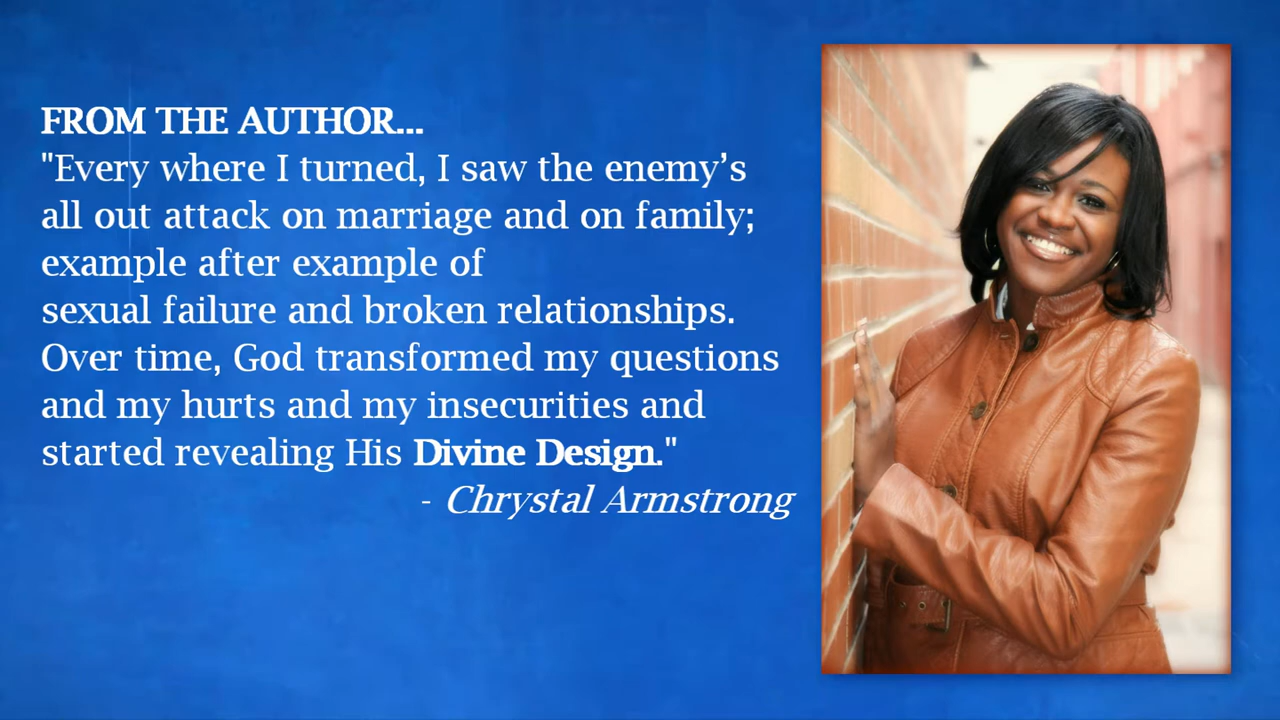 FROM THE AUTHOR...
"Every where I turned, I saw the enemy’s
all out attack on marriage and on family;
example after example of
sexual failure and broken relationships.
Over time, God transformed my questions
and my hurts and my insecurities and
started revealing His Divine Design."
- Chrystal Armstrong